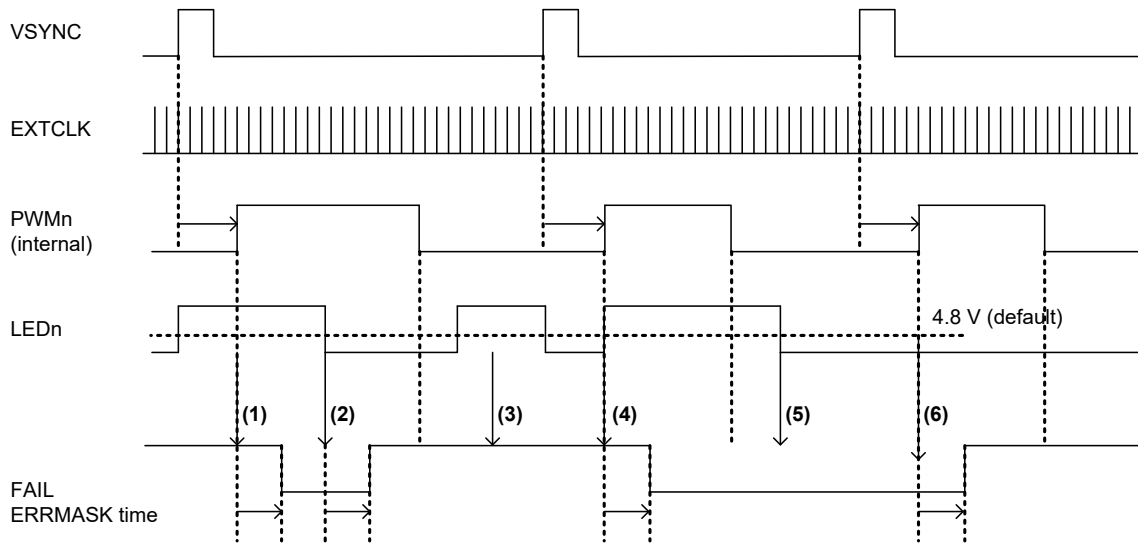 VSYNC
EXTCLK
PWMn
(internal)
LEDn
4.8 V (default)
(1)
(2)
(3)
(4)
(5)
(6)
FAIL
ERRMASK time